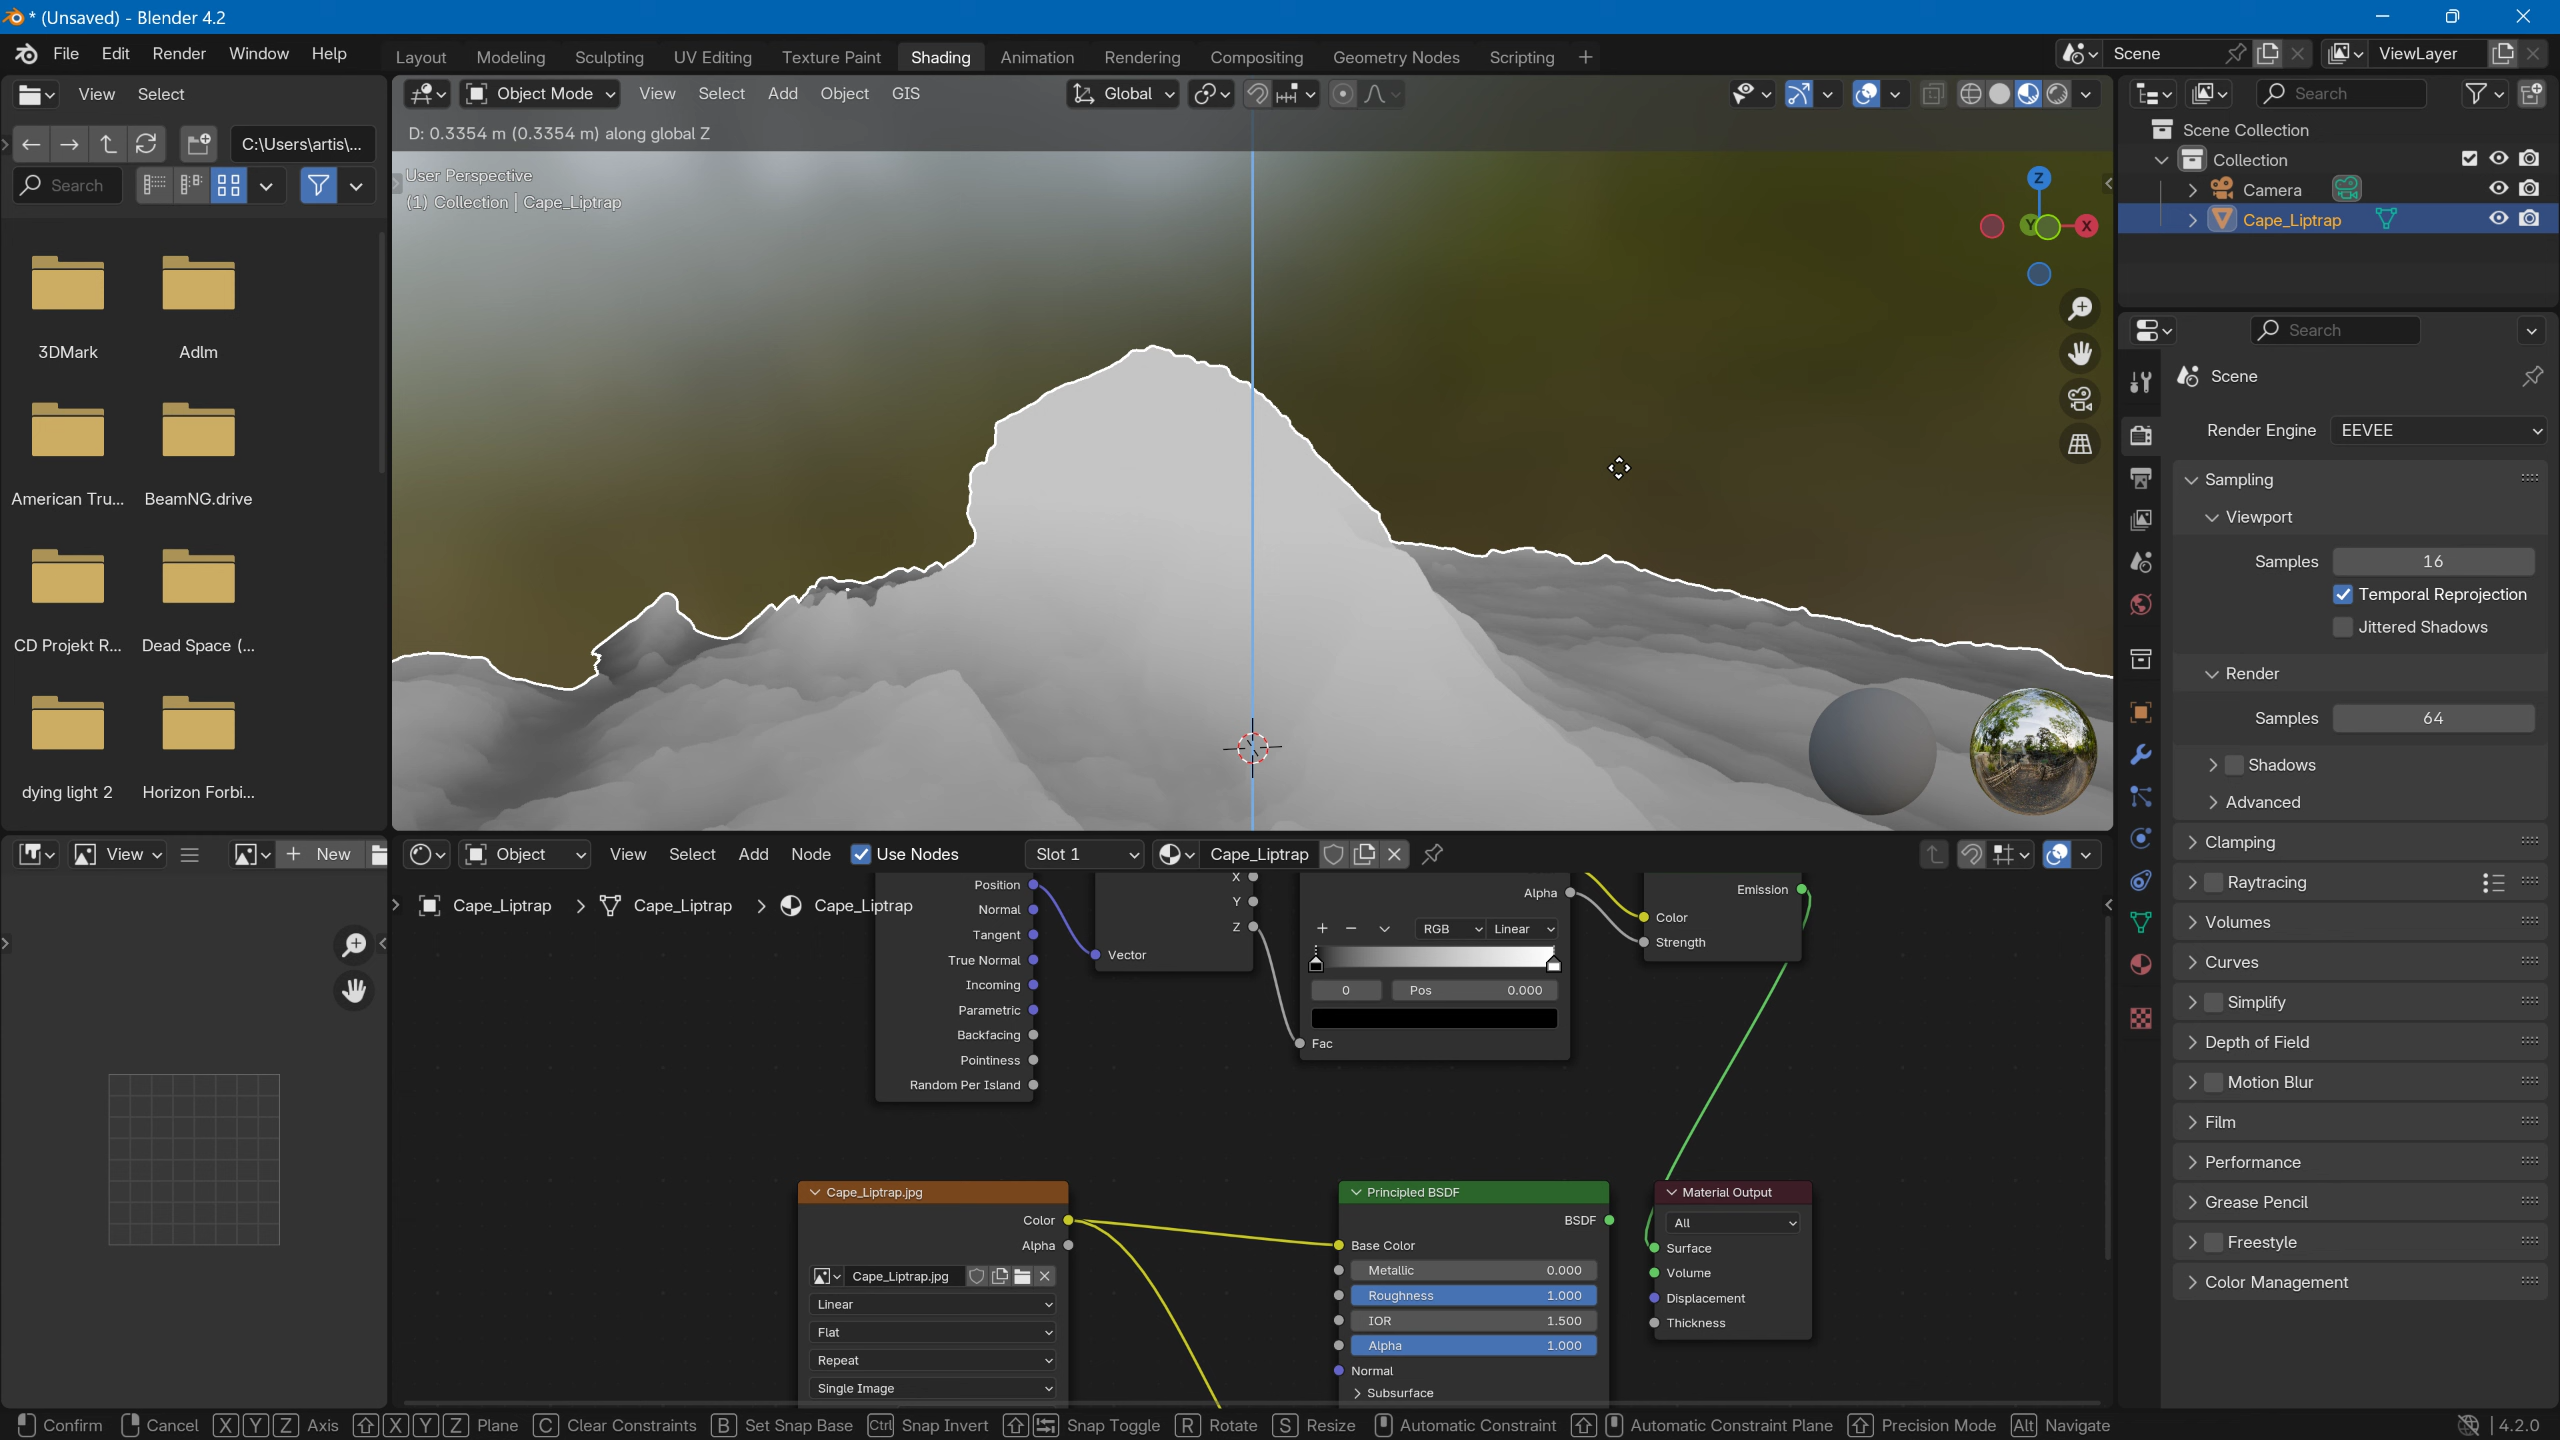 * (Unsaved) - Blender 4.2
File Edit Render Window Help
Layout Modeling Sculpting UV Editing Texture Paint Shading Animation Rendering Compositing Geometry Nodes Scripting +
Scene
ViewLayer
View Select
C:\Users\artis\...
Search
3DMark
Adlm
American Tru...
BeamNG.drive
CD Projekt R...
Dead Space (...
dying light 2
Horizon Forbi...
Object Mode View Select Add Object GIS
Global
D: 0.3354 m (0.3354 m) along global Z
User Perspective
(1) Collection | Cape_Liptrap
Z
Y
X
Search
Scene Collection
Collection
Camera
Cape_Liptrap
Search
Scene
Render Engine EEVEE
Sampling
Viewport
Samples 16
Temporal Reprojection
Jittered Shadows
Render
Samples 64
Shadows
Advanced
Clamping
Raytracing
Volumes
Curves
Simplify
Depth of Field
Motion Blur
Film
Performance
Grease Pencil
Freestyle
Color Management
View
+ New
Object View Select Add Node Use Nodes
Slot 1
Cape_Liptrap
Cape_Liptrap > Cape_Liptrap > Cape_Liptrap
Position
Normal
Tangent
True Normal
Incoming
Parametric
Backfacing
Pointiness
Random Per Island
X
Y
Z
Vector
Alpha
RGB Linear
0 Pos 0.000
Fac
Emission
Color
Strength
Cape_Liptrap.jpg
Color
Alpha
Cape_Liptrap.jpg
Linear
Flat
Repeat
Single Image
Principled BSDF
BSDF
Base Color
Metallic 0.000
Roughness 1.000
IOR 1.500
Alpha 1.000
Normal
Subsurface
Material Output
All
Surface
Volume
Displacement
Thickness
Confirm Cancel X Y Z Axis X Y Z Plane C Clear Constraints B Set Snap Base Ctrl Snap Invert Snap Toggle R Rotate S Resize Automatic Constraint Automatic Constraint Plane Precision Mode Alt Navigate
4.2.0